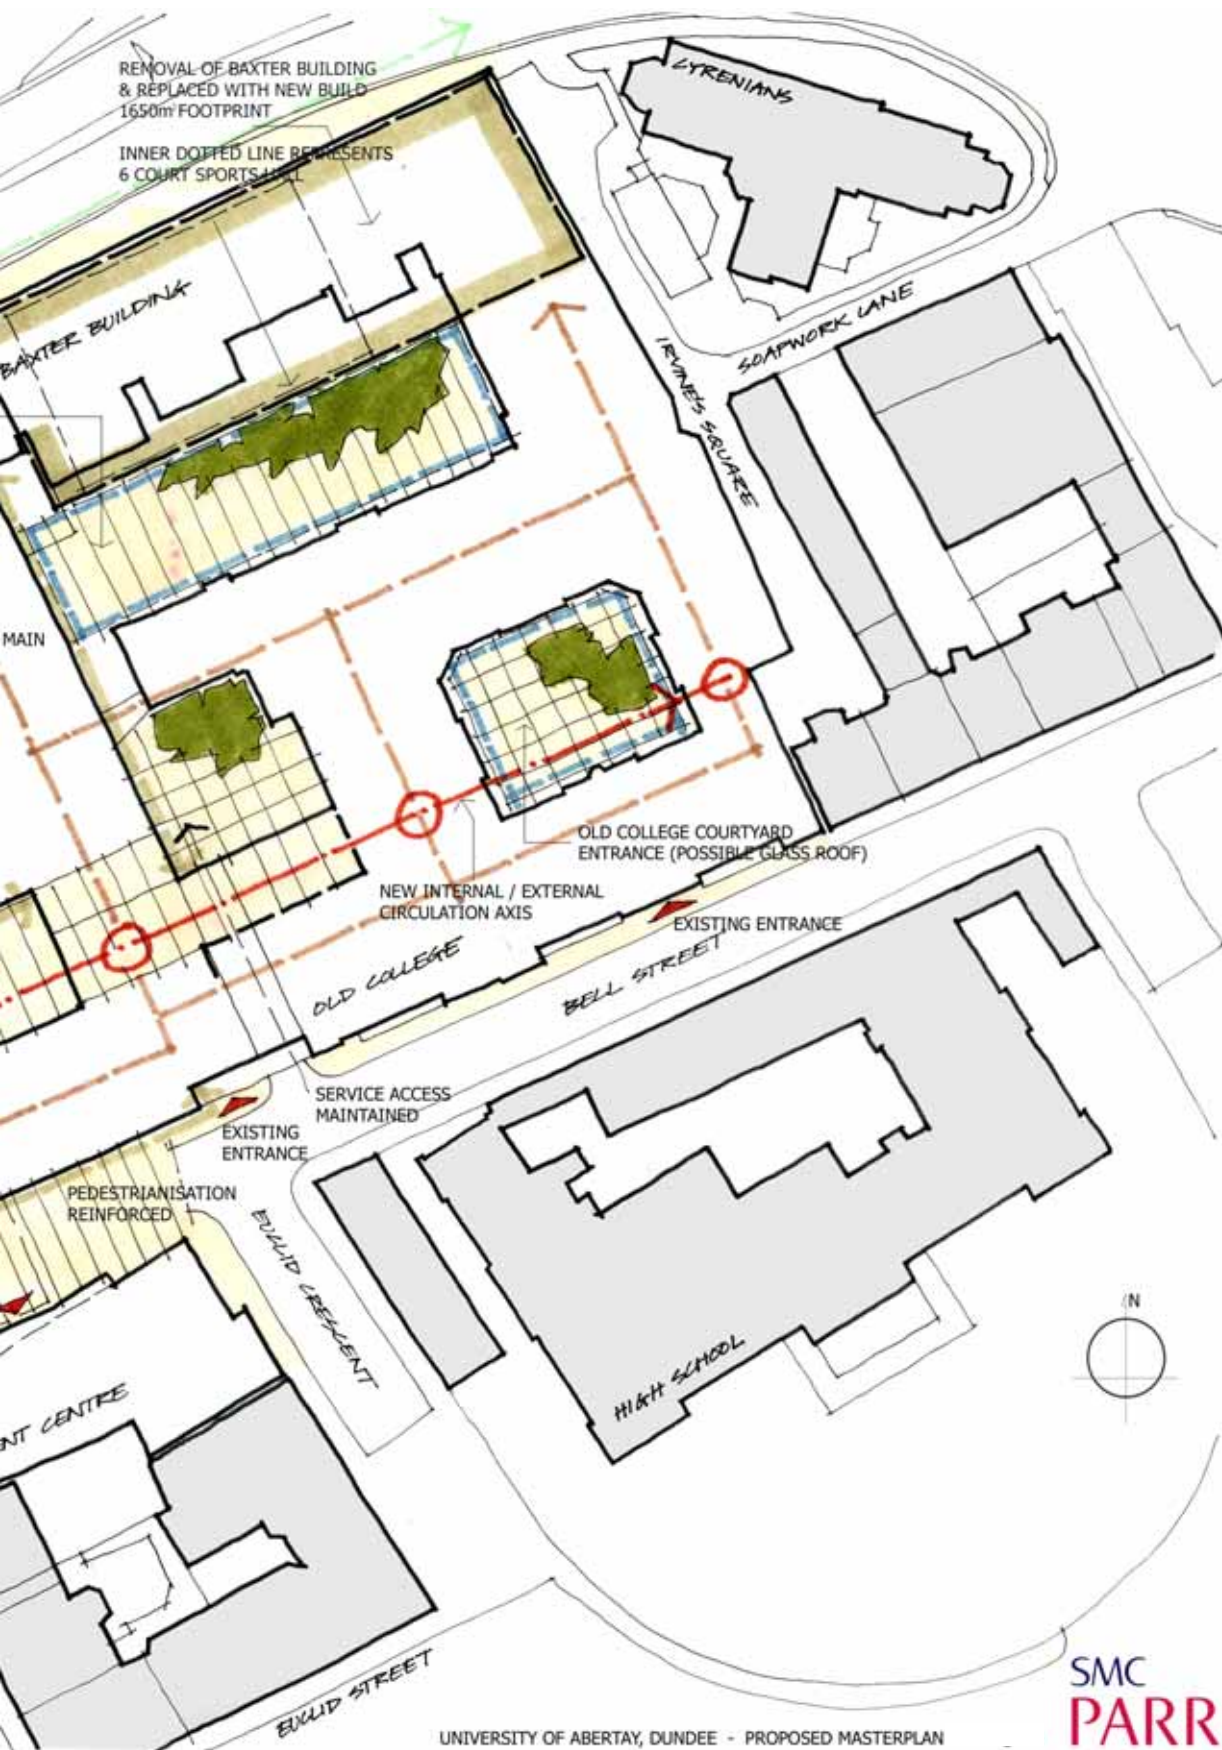 REMOVAL OF BAXTER BUILDING
& REPLACED WITH NEW BUILD
1650m² FOOTPRINT
INNER DOTTED LINE REPRESENTS
6 COURT SPORTS HALL
LYRENIANS
BAXTER BUILDING
SOAPWORK LANE
IRVINE'S SQUARE
MAIN
OLD COLLEGE COURTYARD
ENTRANCE (POSSIBLE GLASS ROOF)
NEW INTERNAL / EXTERNAL
CIRCULATION AXIS
EXISTING ENTRANCE
OLD COLLEGE
BELL STREET
SERVICE ACCESS
MAINTAINED
EXISTING
ENTRANCE
PEDESTRIANISATION
REINFORCED
EUCLID CRESCENT
N
HIGH SCHOOL
NT CENTRE
EUCLID STREET
SMC
PARR
UNIVERSITY OF ABERTAY, DUNDEE - PROPOSED MASTERPLAN